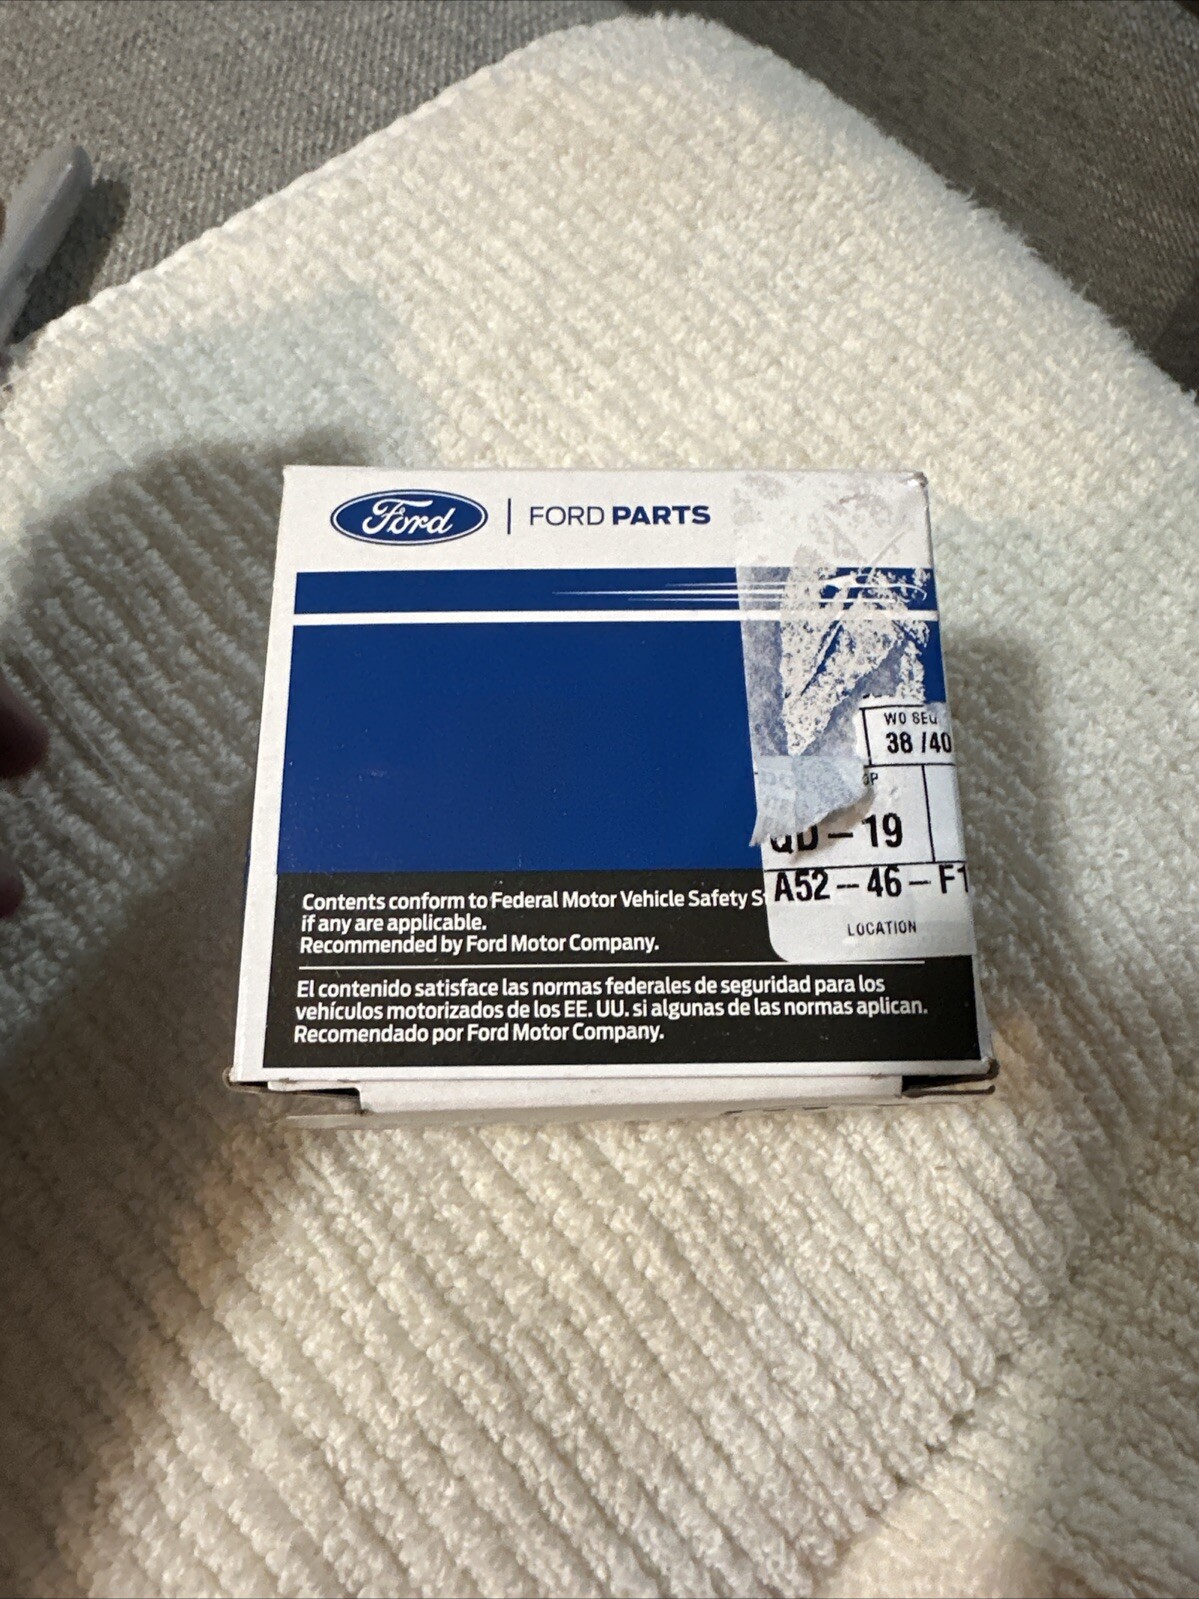 Ford | FORD PARTS
WO SEQ
38 /40
OP
QD - 19
A52 - 46 - F1
LOCATION
Contents conform to Federal Motor Vehicle Safety
if any are applicable.
Recommended by Ford Motor Company.
El contenido satisface las normas federales de seguridad para los
vehículos motorizados de los EE. UU. si algunas de las normas aplican.
Recomendado por Ford Motor Company.